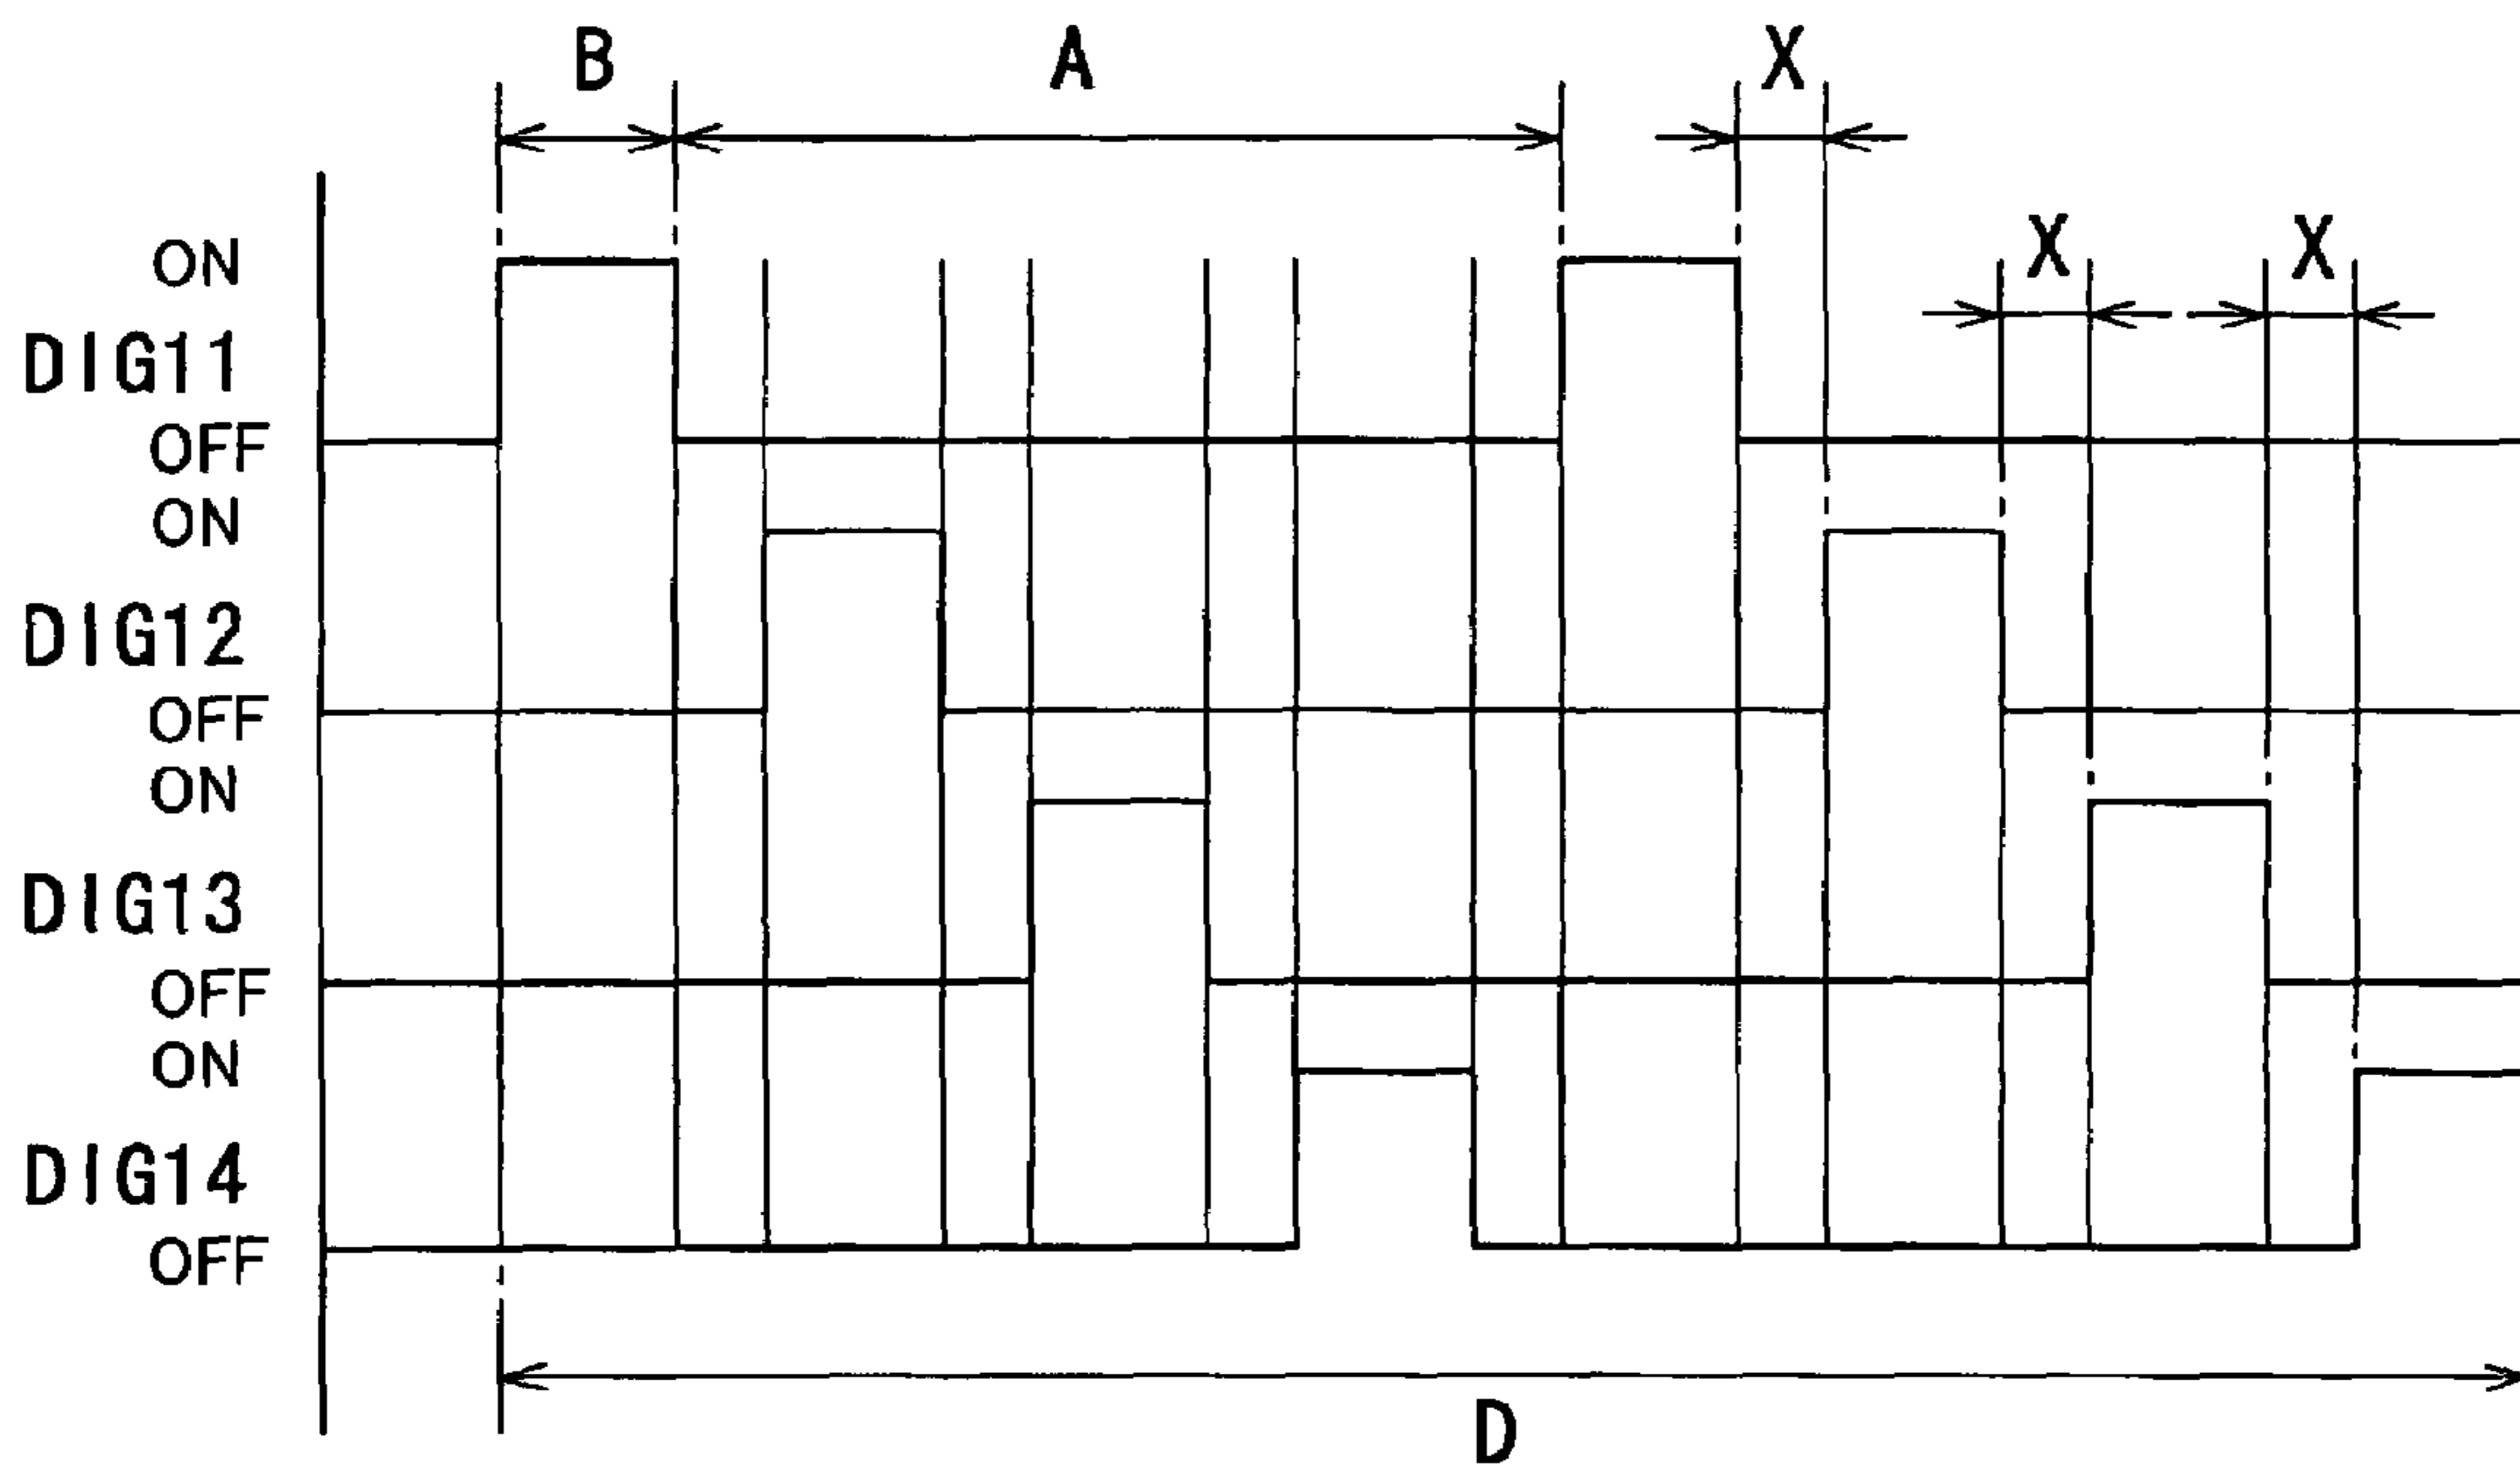 B A X
X X
ON
DIG11
OFF
ON
DIG12
OFF
ON
DIG13
OFF
ON
DIG14
OFF
D